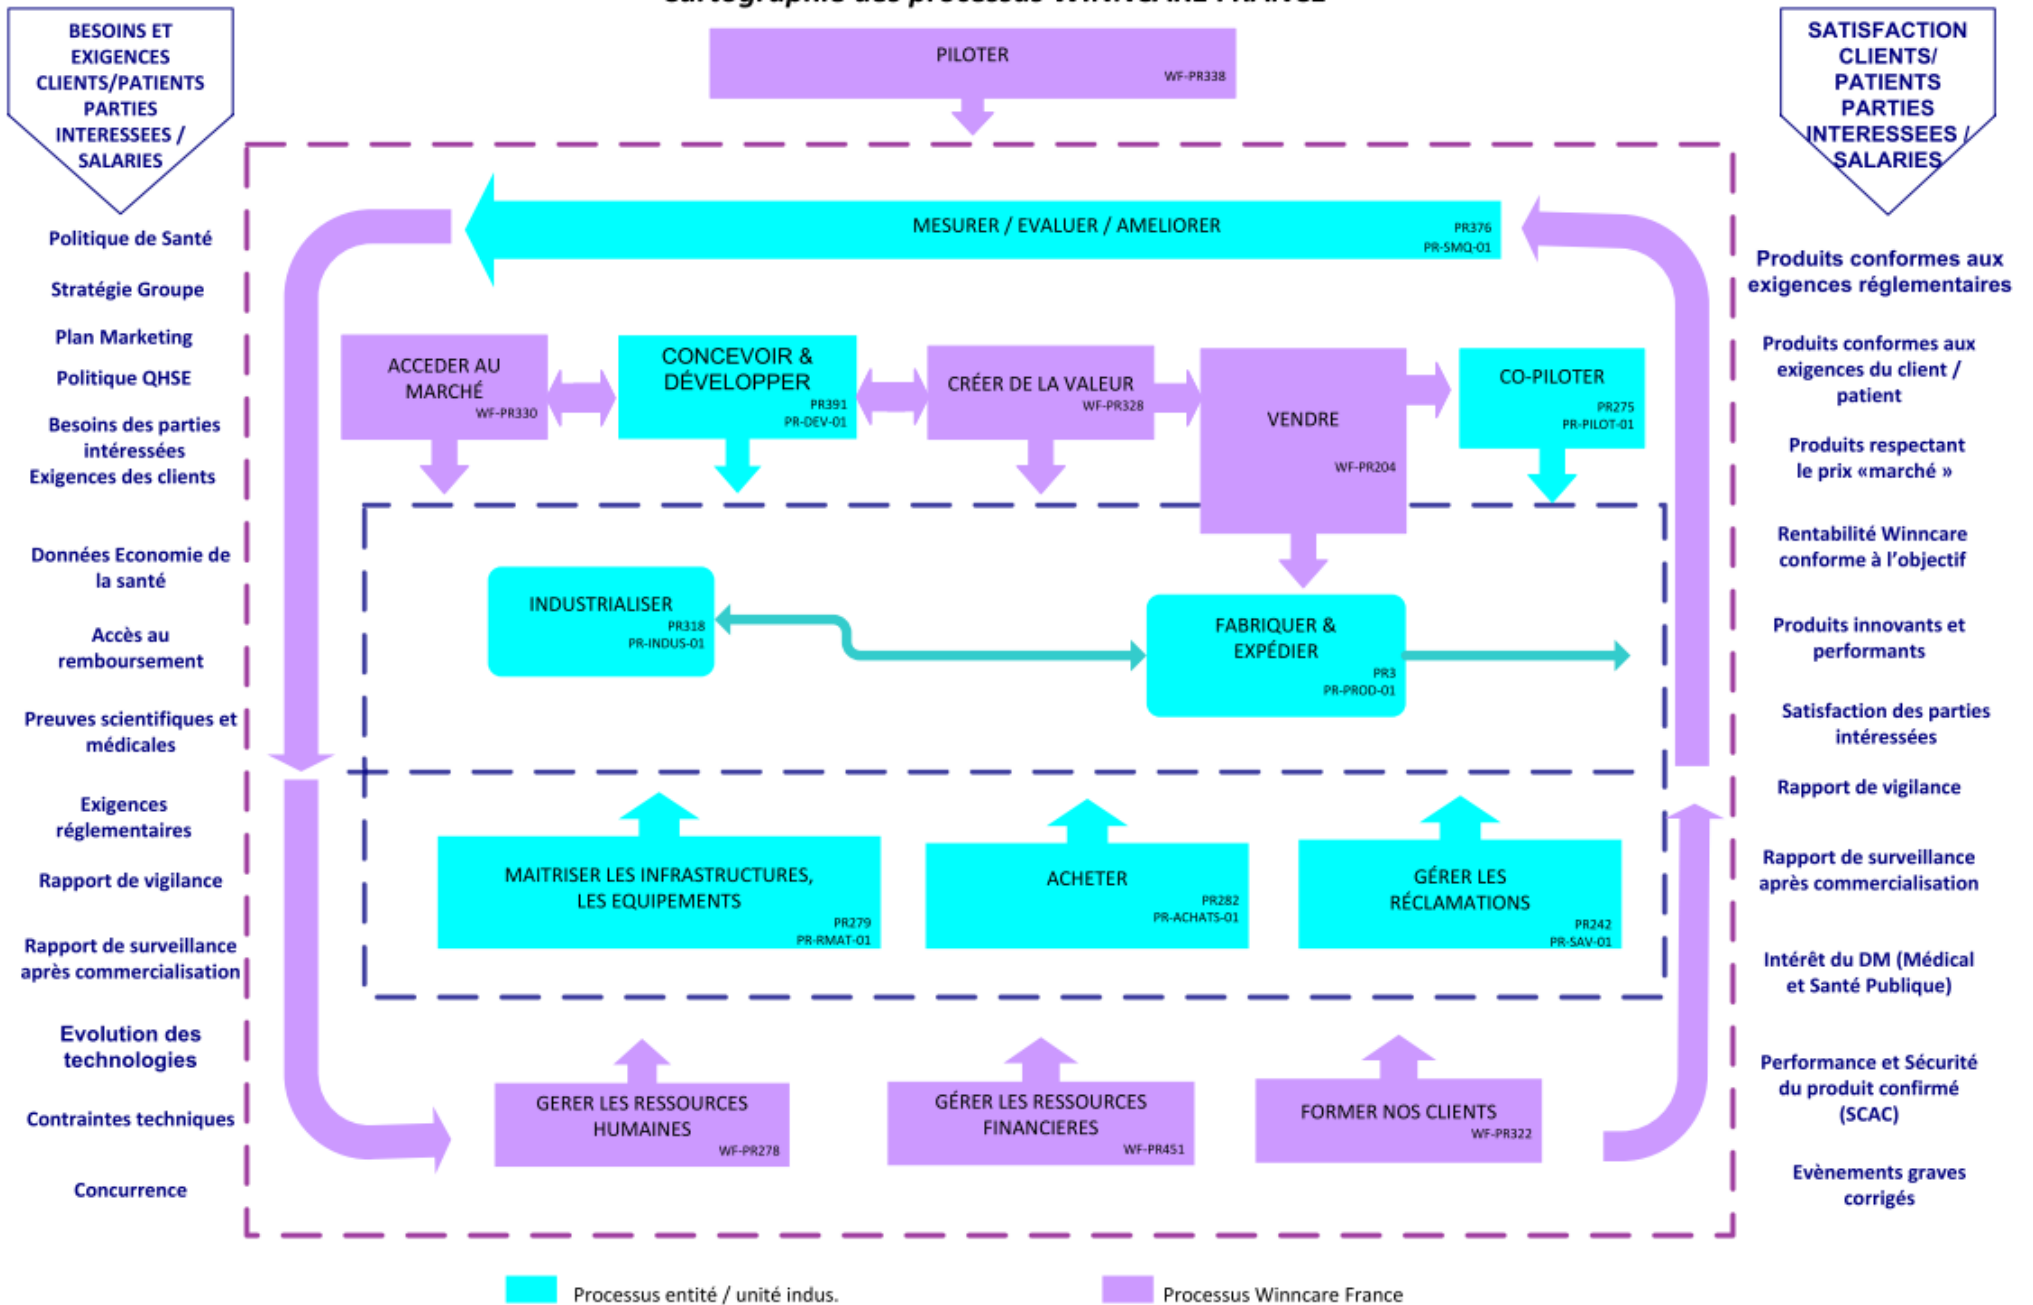 Cartographie des processus WINNCARE FRANCE
BESOINS ET
EXIGENCES
CLIENTS/PATIENTS
PARTIES
INTERESSEES /
SALARIES
Politique de Santé
Stratégie Groupe
Plan Marketing
Politique QHSE
Besoins des parties
intéressées
Exigences des clients
Données Economie de
la santé
Accès au
remboursement
Preuves scientifiques et
médicales
Exigences
réglementaires
Rapport de vigilance
Rapport de surveillance
après commercialisation
Evolution des
technologies
Contraintes techniques
Concurrence
PILOTER
WF-PR338
MESURER / EVALUER / AMELIORER
PR376
PR-SMQ-01
ACCEDER AU
MARCHÉ
WF-PR330
CONCEVOIR &
DÉVELOPPER
PR391
PR-DEV-01
CRÉER DE LA VALEUR
WF-PR328
VENDRE
WF-PR204
CO-PILOTER
PR275
PR-PILOT-01
INDUSTRIALISER
PR318
PR-INDUS-01
FABRIQUER &
EXPÉDIER
PR3
PR-PROD-01
MAITRISER LES INFRASTRUCTURES,
LES EQUIPEMENTS
PR279
PR-RMAT-01
ACHETER
PR282
PR-ACHATS-01
GÉRER LES
RÉCLAMATIONS
PR242
PR-SAV-01
GERER LES RESSOURCES
HUMAINES
WF-PR278
GÉRER LES RESSOURCES
FINANCIERES
WF-PR451
FORMER NOS CLIENTS
WF-PR322
SATISFACTION
CLIENTS/
PATIENTS
PARTIES
INTERESSEES /
SALARIES
Produits conformes aux
exigences réglementaires
Produits conformes aux
exigences du client /
patient
Produits respectant
le prix «marché »
Rentabilité Winncare
conforme à l’objectif
Produits innovants et
performants
Satisfaction des parties
intéressées
Rapport de vigilance
Rapport de surveillance
après commercialisation
Intérêt du DM (Médical
et Santé Publique)
Performance et Sécurité
du produit confirmé
(SCAC)
Evènements graves
corrigés
Processus entité / unité indus.
Processus Winncare France